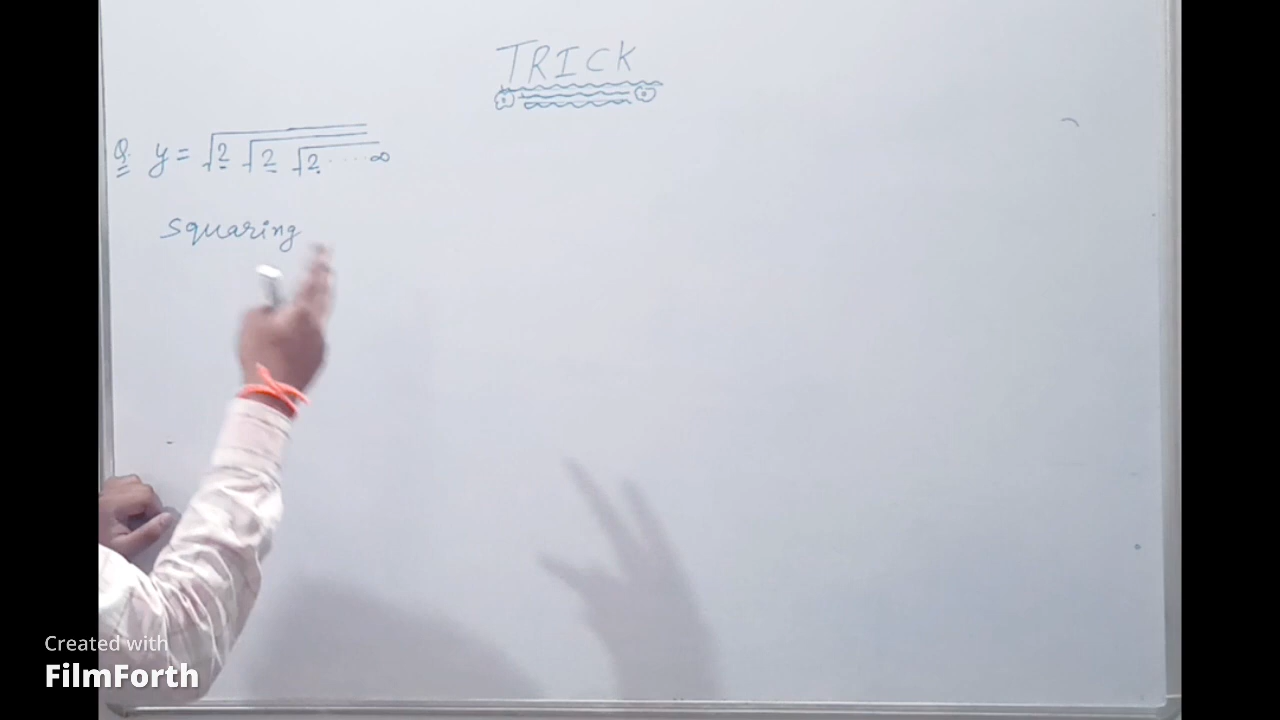 TRICK
Q. y = √2 √2 √2 ..... ∞
Squaring
Created with
FilmForth